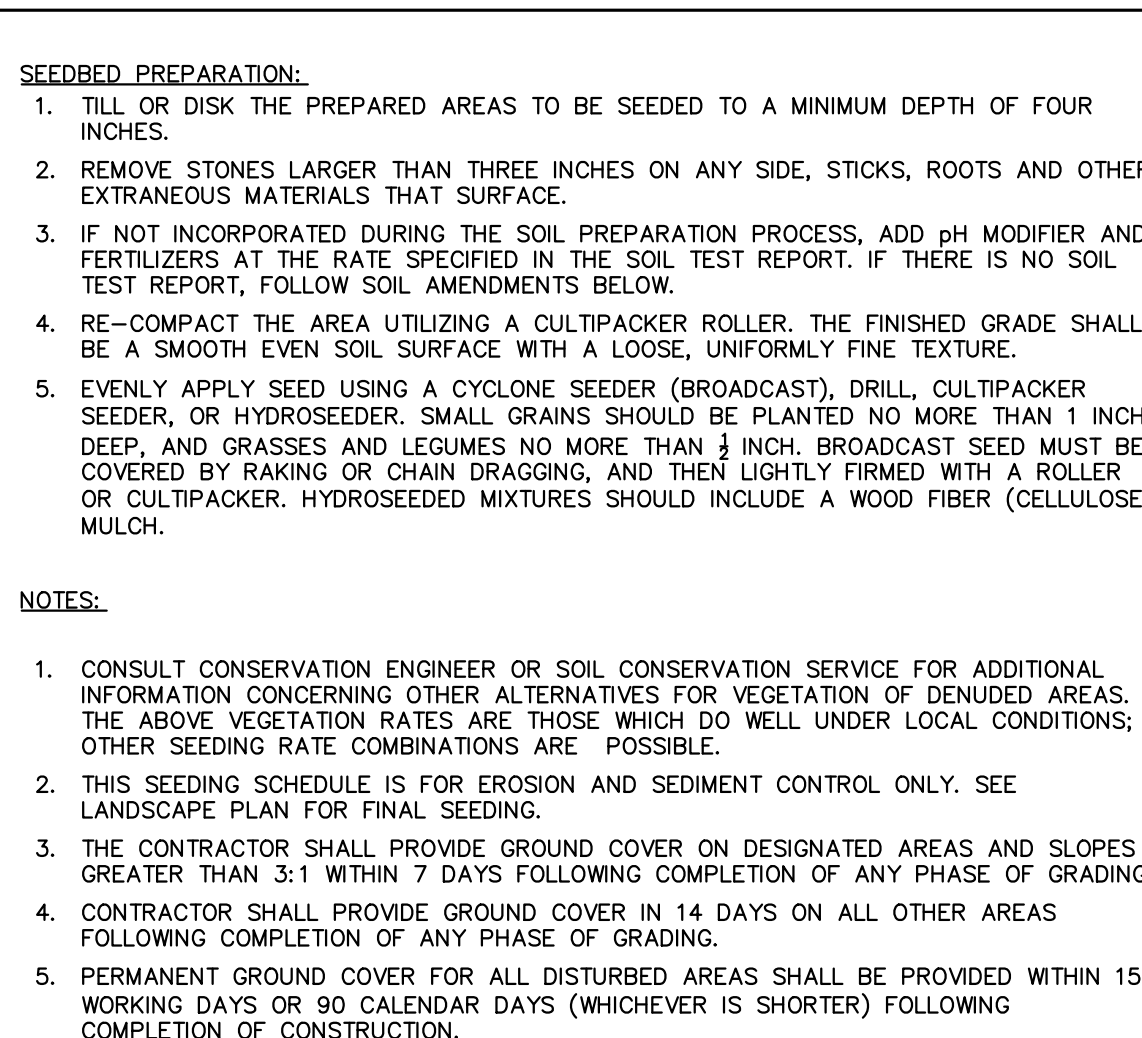 SEEDBED PREPARATION:
1. TILL OR DISK THE PREPARED AREAS TO BE SEEDED TO A MINIMUM DEPTH OF FOUR
INCHES.
2. REMOVE STONES LARGER THAN THREE INCHES ON ANY SIDE, STICKS, ROOTS AND OTHER
EXTRANEOUS MATERIALS THAT SURFACE.
3. IF NOT INCORPORATED DURING THE SOIL PREPARATION PROCESS, ADD pH MODIFIER AND
FERTILIZERS AT THE RATE SPECIFIED IN THE SOIL TEST REPORT. IF THERE IS NO SOIL
TEST REPORT, FOLLOW SOIL AMENDMENTS BELOW.
4. RE-COMPACT THE AREA UTILIZING A CULTIPACKER ROLLER. THE FINISHED GRADE SHALL
BE A SMOOTH EVEN SOIL SURFACE WITH A LOOSE, UNIFORMLY FINE TEXTURE.
5. EVENLY APPLY SEED USING A CYCLONE SEEDER (BROADCAST), DRILL, CULTIPACKER
SEEDER, OR HYDROSEEDER. SMALL GRAINS SHOULD BE PLANTED NO MORE THAN 1 INCH
DEEP, AND GRASSES AND LEGUMES NO MORE THAN ½ INCH. BROADCAST SEED MUST BE
COVERED BY RAKING OR CHAIN DRAGGING, AND THEN LIGHTLY FIRMED WITH A ROLLER
OR CULTIPACKER. HYDROSEEDED MIXTURES SHOULD INCLUDE A WOOD FIBER (CELLULOSE
MULCH.
NOTES:
1. CONSULT CONSERVATION ENGINEER OR SOIL CONSERVATION SERVICE FOR ADDITIONAL
INFORMATION CONCERNING OTHER ALTERNATIVES FOR VEGETATION OF DENUDED AREAS.
THE ABOVE VEGETATION RATES ARE THOSE WHICH DO WELL UNDER LOCAL CONDITIONS;
OTHER SEEDING RATE COMBINATIONS ARE POSSIBLE.
2. THIS SEEDING SCHEDULE IS FOR EROSION AND SEDIMENT CONTROL ONLY. SEE
LANDSCAPE PLAN FOR FINAL SEEDING.
3. THE CONTRACTOR SHALL PROVIDE GROUND COVER ON DESIGNATED AREAS AND SLOPES
GREATER THAN 3:1 WITHIN 7 DAYS FOLLOWING COMPLETION OF ANY PHASE OF GRADING
4. CONTRACTOR SHALL PROVIDE GROUND COVER IN 14 DAYS ON ALL OTHER AREAS
FOLLOWING COMPLETION OF ANY PHASE OF GRADING.
5. PERMANENT GROUND COVER FOR ALL DISTURBED AREAS SHALL BE PROVIDED WITHIN 15
WORKING DAYS OR 90 CALENDAR DAYS (WHICHEVER IS SHORTER) FOLLOWING
COMPLETION OF CONSTRUCTION.